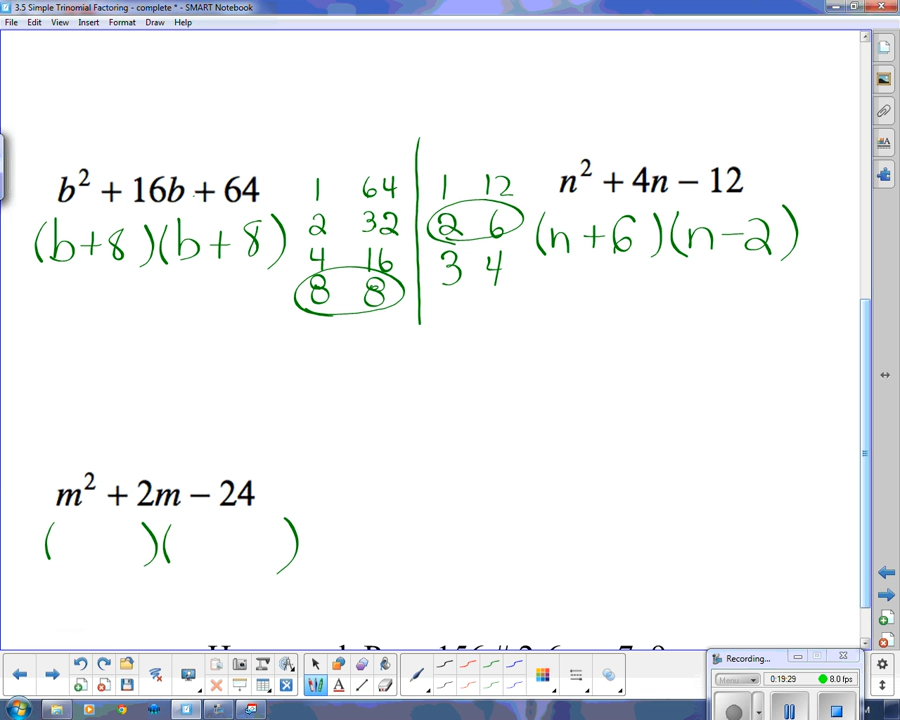 3.5 Simple Trinomial Factoring - complete * - SMART Notebook
File Edit View Insert Format Draw Help
b² + 16b + 64
(b+8)(b+8)
1 64
2 32
4 16
8 8
1 12
2 6
3 4
n² + 4n − 12
(n+6)(n−2)
m² + 2m − 24
( )( )
Recording...
Menu
0:19:29
8.0 fps